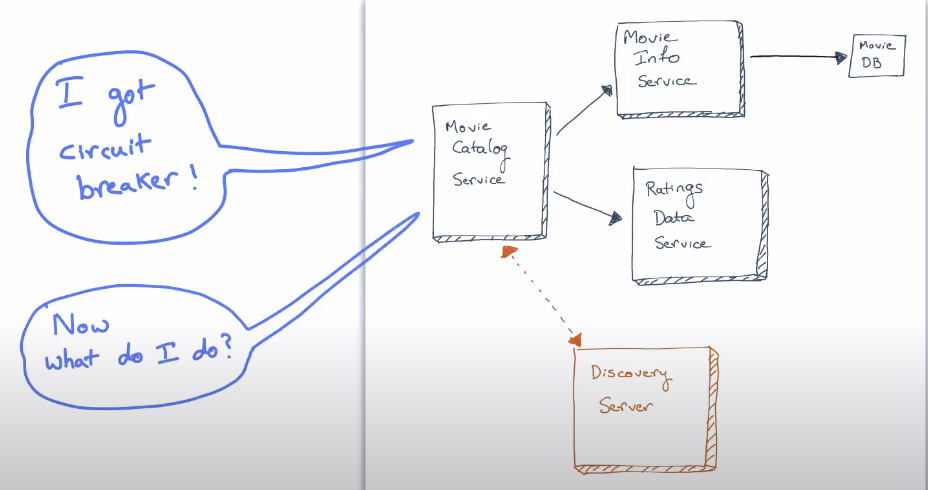 I got
circuit
breaker!
Now
what do I do?
Movie
Catalog
Service
Movie
Info
Service
Movie
DB
Ratings
Data
Service
Discovery
Server